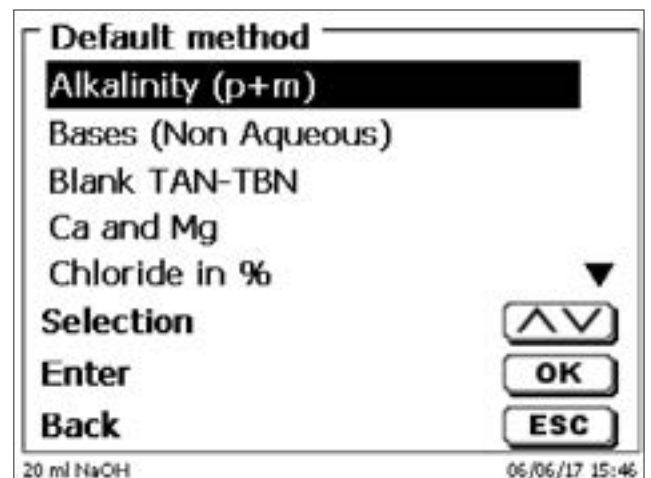 Default method
Alkalinity (p+m)
Bases (Non Aqueous)
Blank TAN-TBN
Ca and Mg
Chloride in %
Selection
Enter OK
Back ESC
20 ml NaOH 06/06/17 15:46